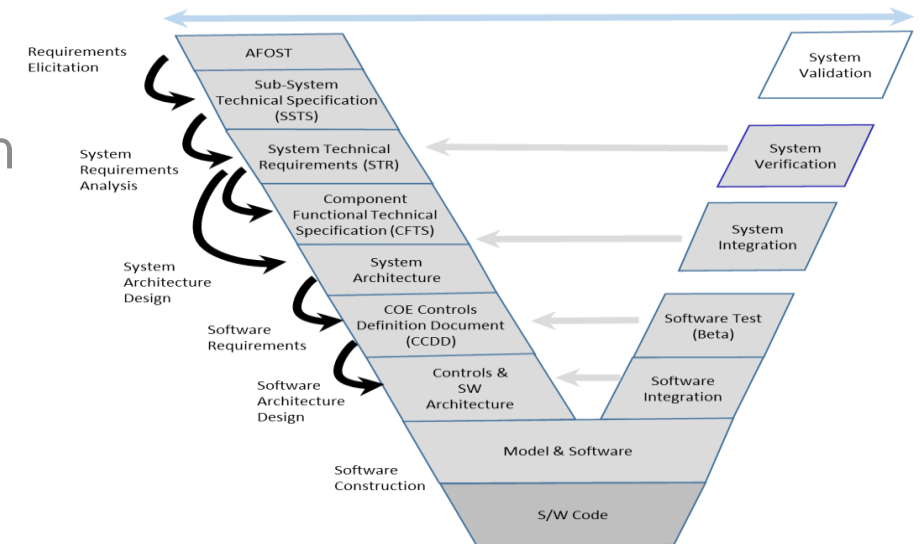 Requirements
Elicitation
AFOST
Sub-System
Technical Specification
(SSTS)
System
Requirements
Analysis
System Technical
Requirements (STR)
Component
Functional Technical
Specification (CFTS)
System
Architecture
Design
System
Architecture
Software
Requirements
COE Controls
Definition Document
(CCDD)
Software
Architecture
Design
Controls &
SW
Architecture
Software
Construction
Model & Software
S/W Code
System
Validation
System
Verification
System
Integration
Software Test
(Beta)
Software
Integration
n